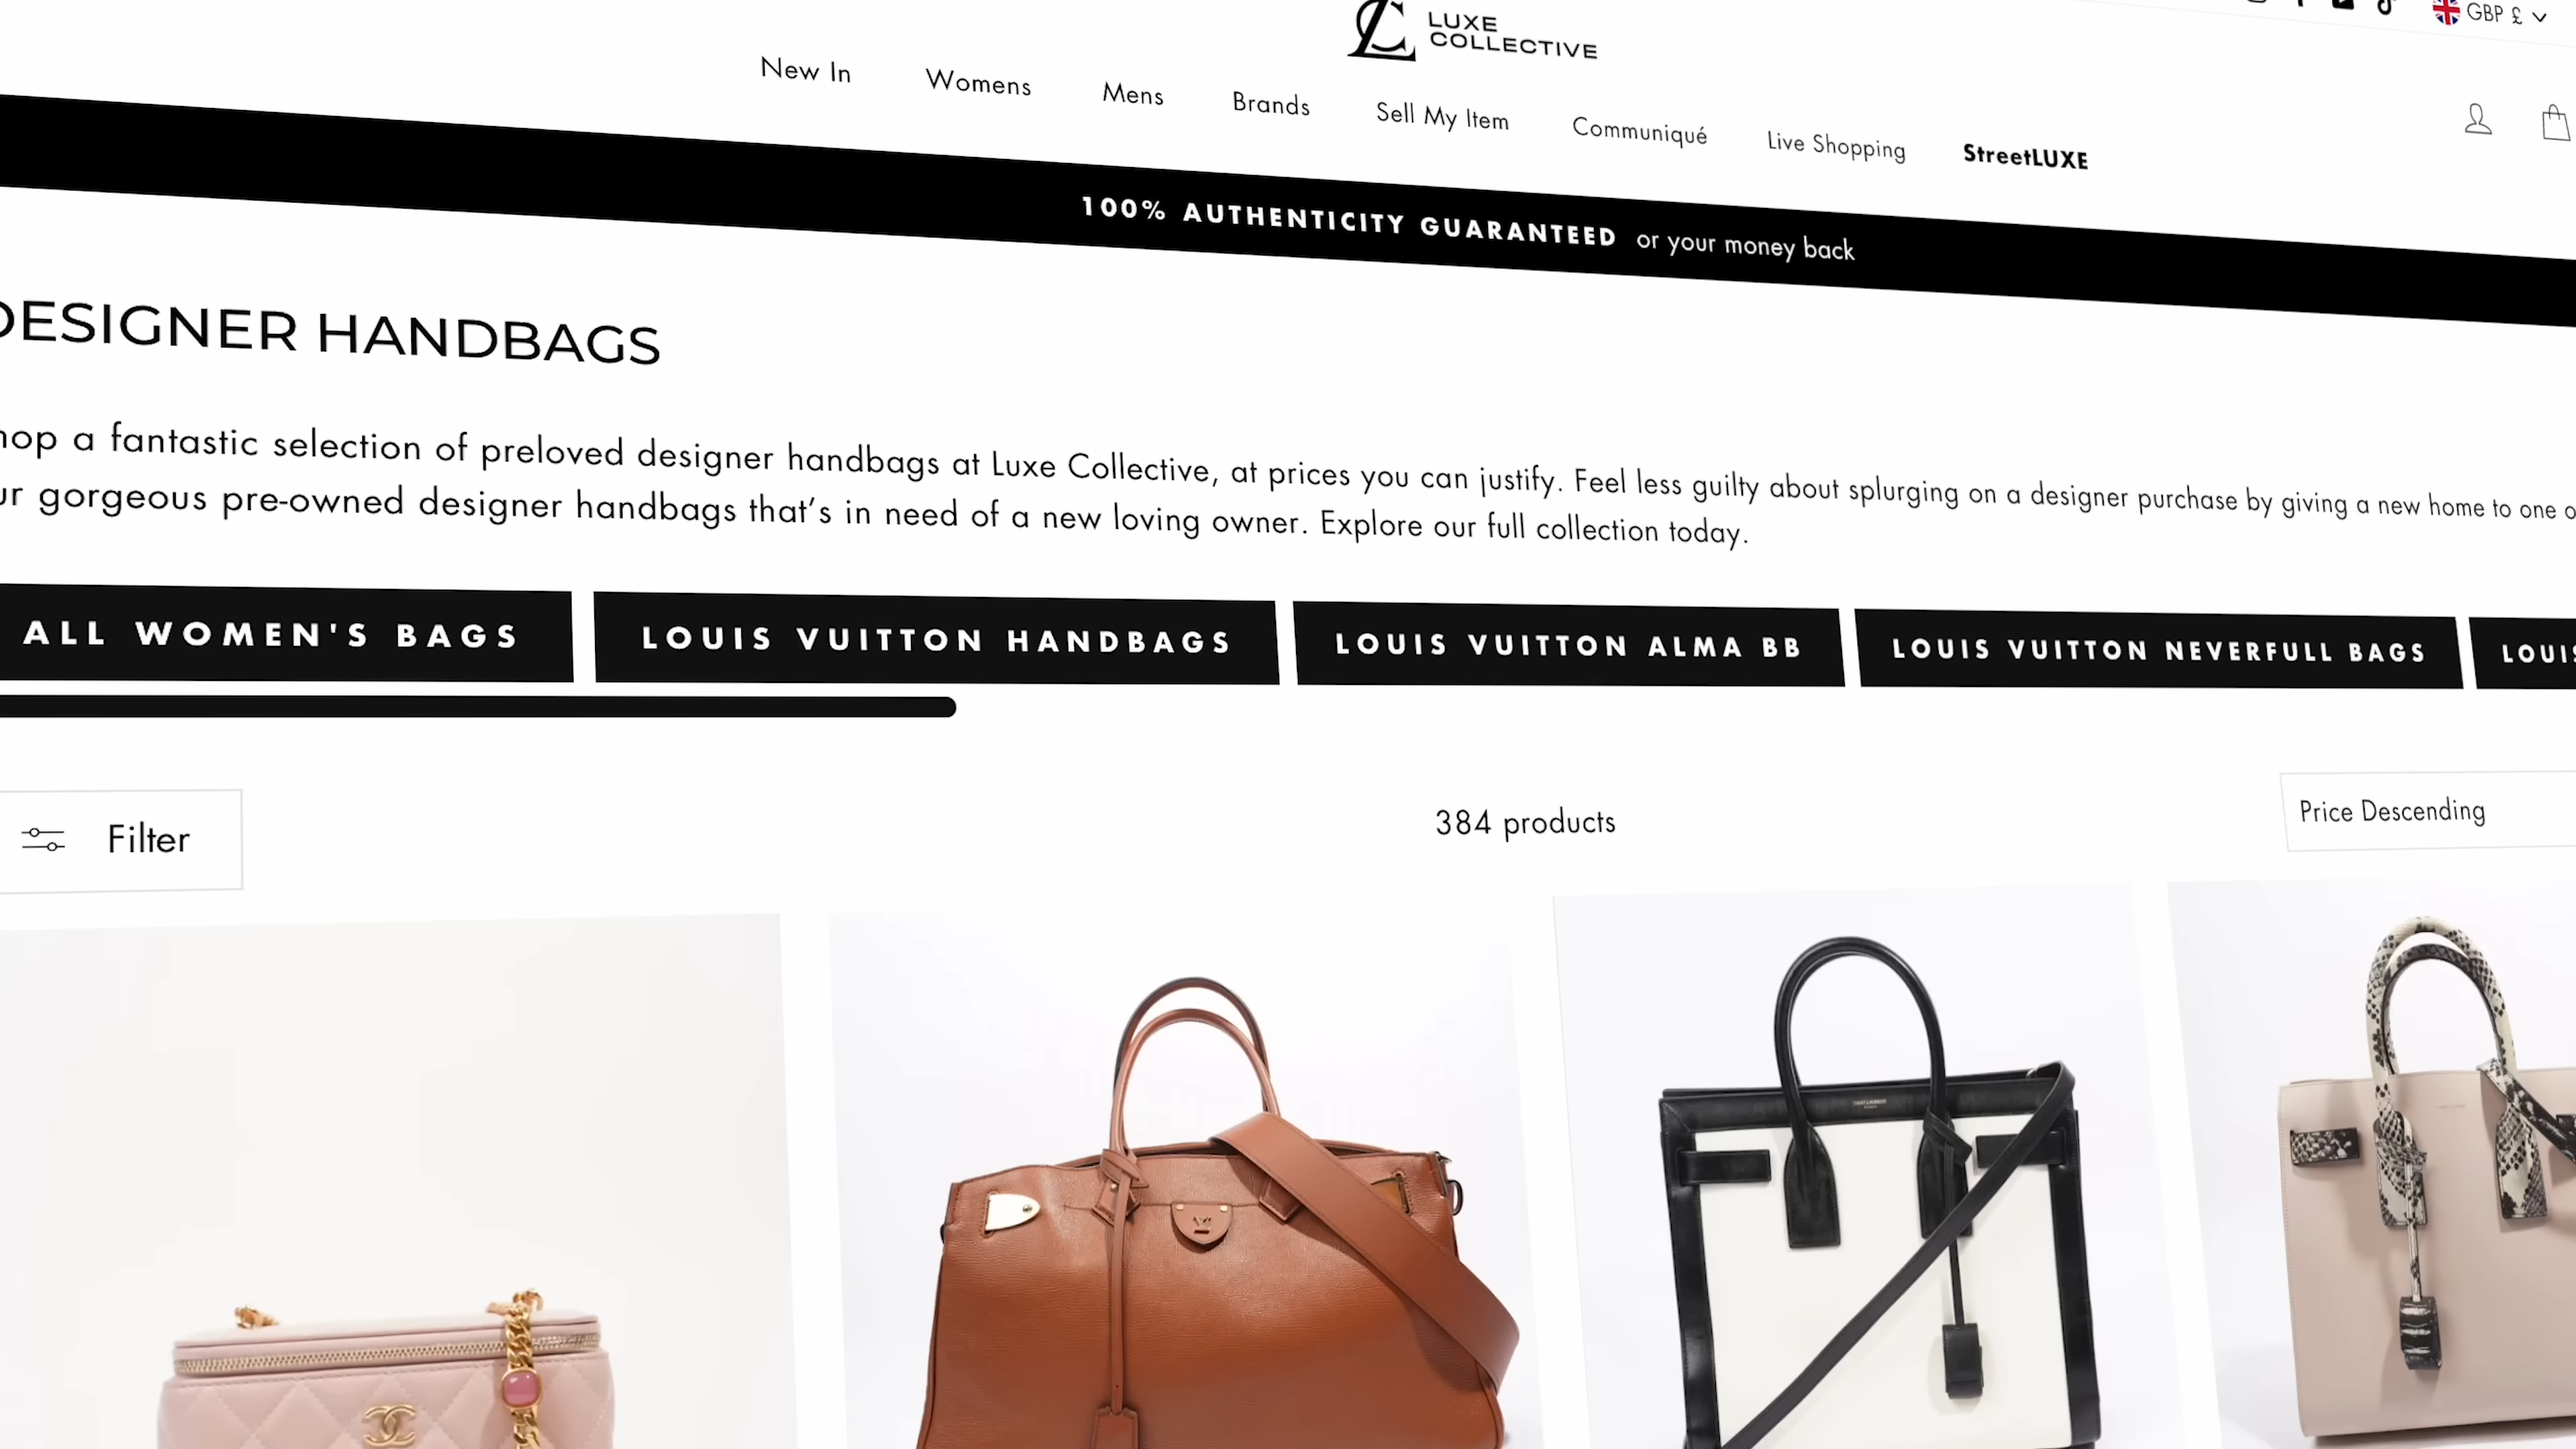 LUXE
COLLECTIVE
GBP £
New In
Womens
Mens
Brands
Sell My Item
Communiqué
Live Shopping
StreetLUXE
100% AUTHENTICITY GUARANTEED or your money back
DESIGNER HANDBAGS
hop a fantastic selection of preloved designer handbags at Luxe Collective, at prices you can justify. Feel less guilty about splurging on a designer purchase by giving a new home to one o
ur gorgeous pre-owned designer handbags that's in need of a new loving owner. Explore our full collection today.
ALL WOMEN'S BAGS
LOUIS VUITTON HANDBAGS
LOUIS VUITTON ALMA BB
LOUIS VUITTON NEVERFULL BAGS
LOUIS
Filter
384 products
Price Descending